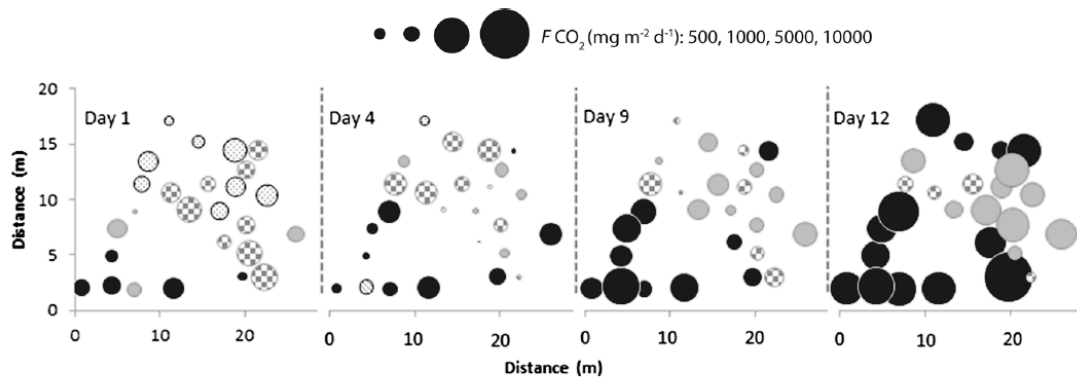 F CO₂ (mg m⁻² d⁻¹): 500, 1000, 5000, 10000
Distance (m)
20
15
10
5
0
Day 1
Day 4
Day 9
Day 12
0 10 20 0 10 20 0 10 20 0 10 20
Distance (m)